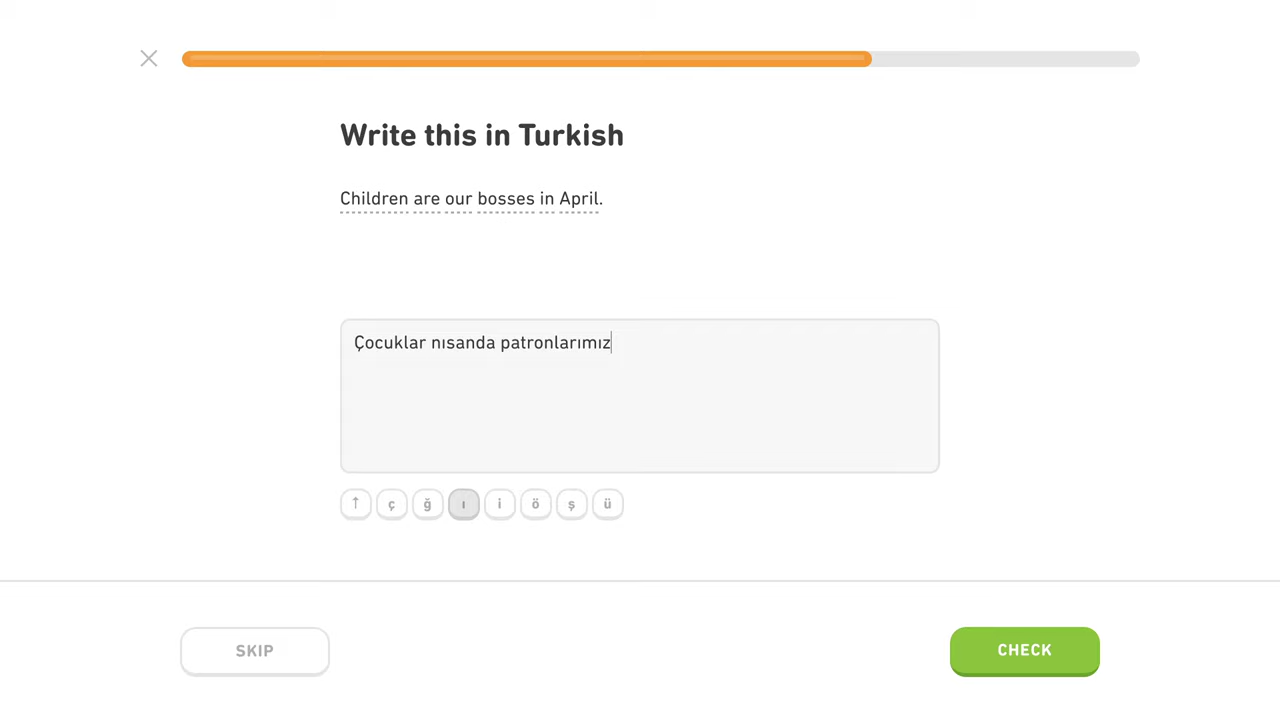 Write this in Turkish
Children are our bosses in April.
Çocuklar nısanda patronlarımız
↑ ç ğ ı i ö ş ü
SKIP
CHECK